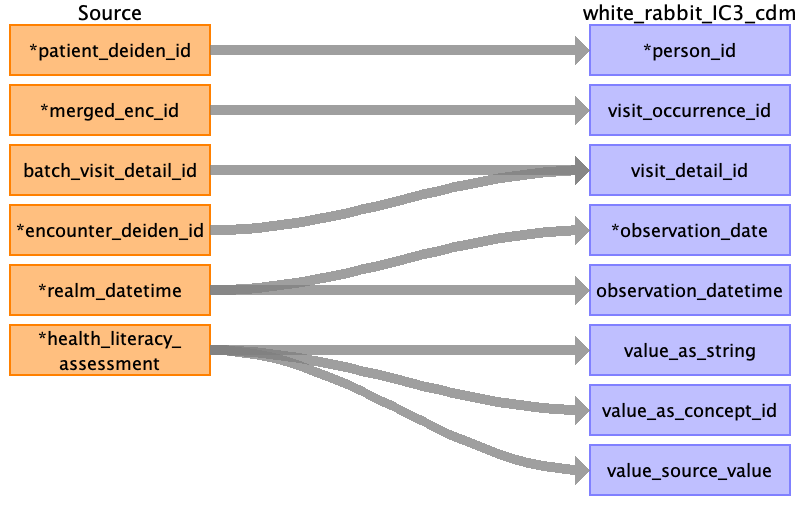 Source
white_rabbit_IC3_cdm
*patient_deiden_id
*person_id
*merged_enc_id
visit_occurrence_id
batch_visit_detail_id
visit_detail_id
*encounter_deiden_id
*observation_date
*realm_datetime
observation_datetime
*health_literacy_
assessment
value_as_string
value_as_concept_id
value_source_value